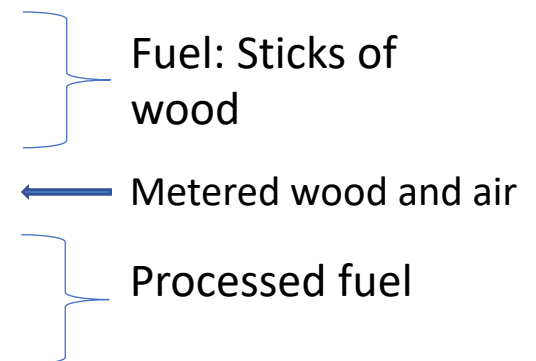 Fuel: Sticks of
wood
Metered wood and air
Processed fuel